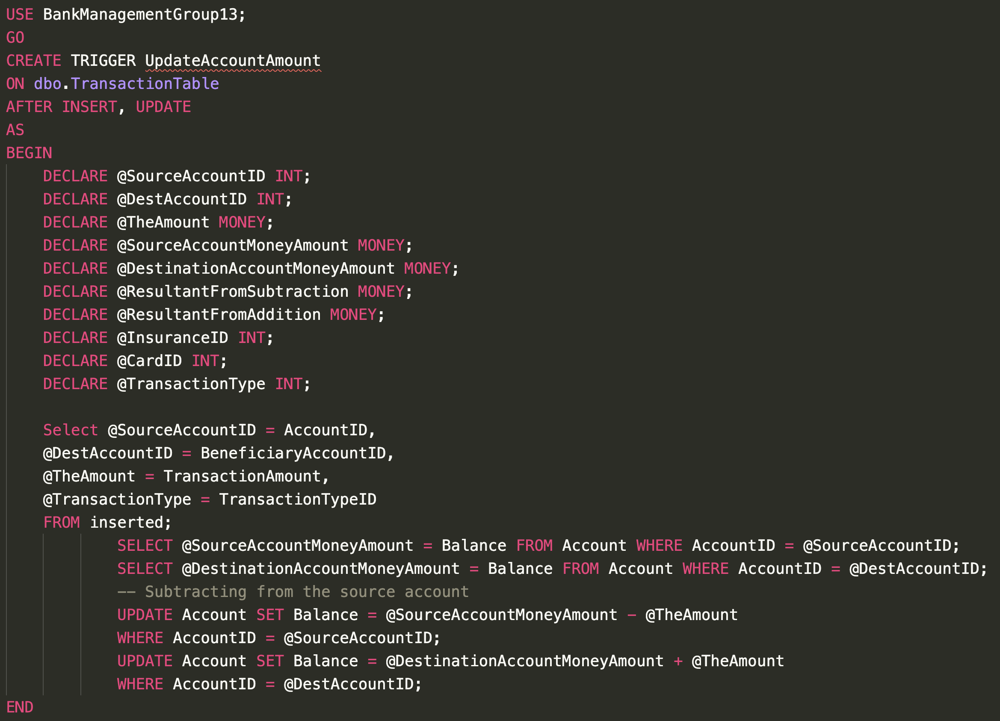 USE BankManagementGroup13;
GO
CREATE TRIGGER UpdateAccountAmount
ON dbo.TransactionTable
AFTER INSERT, UPDATE
AS
BEGIN
DECLARE @SourceAccountID INT;
DECLARE @DestAccountID INT;
DECLARE @TheAmount MONEY;
DECLARE @SourceAccountMoneyAmount MONEY;
DECLARE @DestinationAccountMoneyAmount MONEY;
DECLARE @ResultantFromSubtraction MONEY;
DECLARE @ResultantFromAddition MONEY;
DECLARE @InsuranceID INT;
DECLARE @CardID INT;
DECLARE @TransactionType INT;
Select @SourceAccountID = AccountID,
@DestAccountID = BeneficiaryAccountID,
@TheAmount = TransactionAmount,
@TransactionType = TransactionTypeID
FROM inserted;
SELECT @SourceAccountMoneyAmount = Balance FROM Account WHERE AccountID = @SourceAccountID;
SELECT @DestinationAccountMoneyAmount = Balance FROM Account WHERE AccountID = @DestAccountID;
-- Subtracting from the source account
UPDATE Account SET Balance = @SourceAccountMoneyAmount - @TheAmount
WHERE AccountID = @SourceAccountID;
UPDATE Account SET Balance = @DestinationAccountMoneyAmount + @TheAmount
WHERE AccountID = @DestAccountID;
END